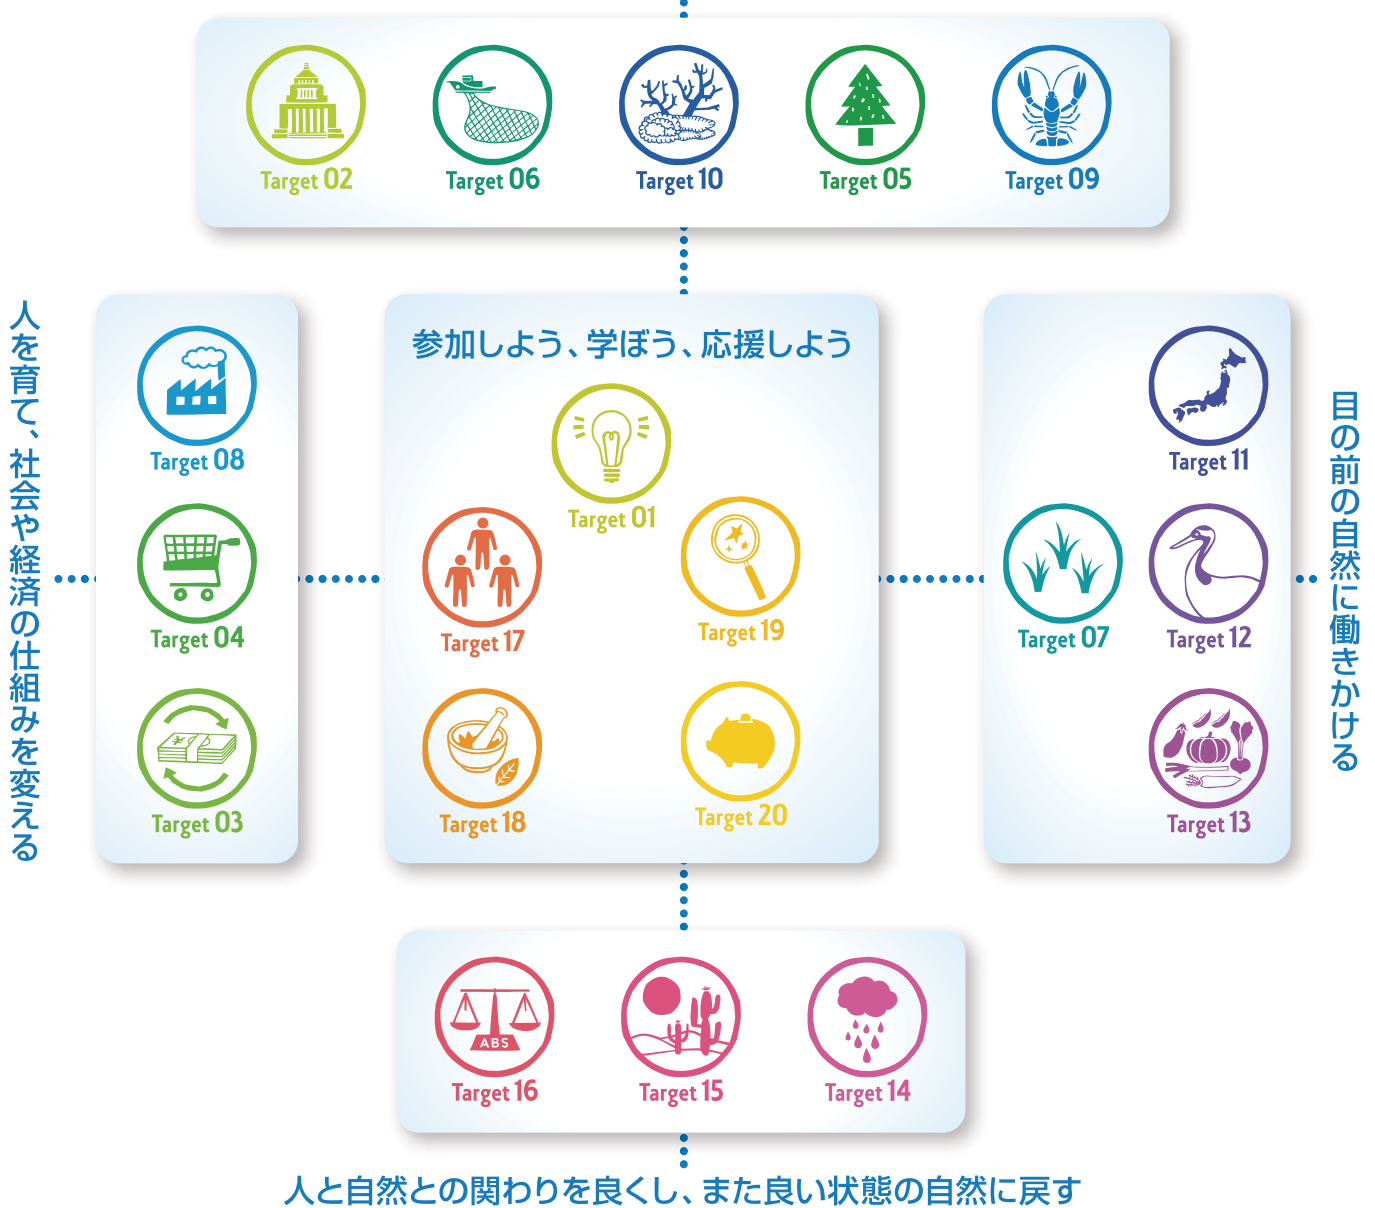 Target 02
Target 06
Target 10
Target 05
Target 09
人を育て、社会や経済の仕組みを変える
Target 08
Target 04
¥
Target 03
参加しよう、学ぼう、応援しよう
Target 01
Target 17
Target 19
Target 18
Target 20
Target 11
Target 07
Target 12
Target 13
目の前の自然に働きかける
ABS
Target 16
Target 15
Target 14
人と自然との関わりを良くし、また良い状態の自然に戻す